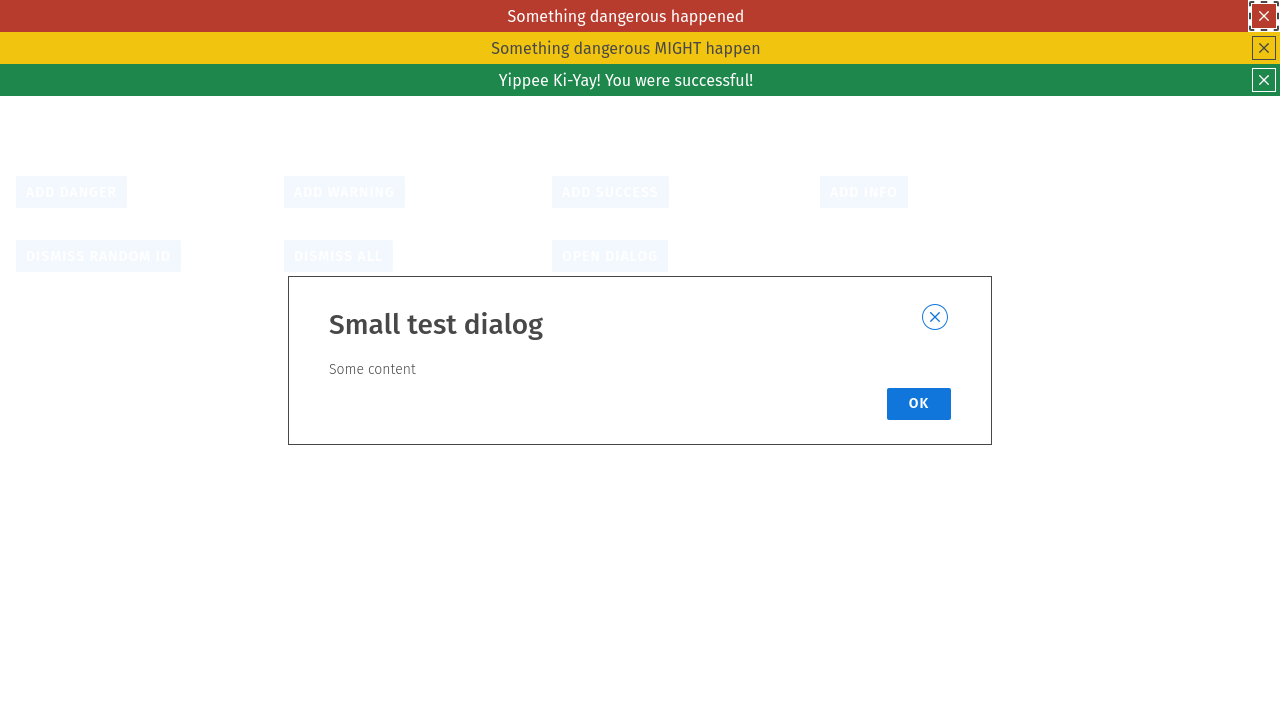 Something dangerous happened
Something dangerous MIGHT happen
Yippee Ki-Yay! You were successful!
ADD DANGER
ADD WARNING
ADD SUCCESS
ADD INFO
DISMISS RANDOM ID
DISMISS ALL
OPEN DIALOG
Small test dialog
Some content
OK